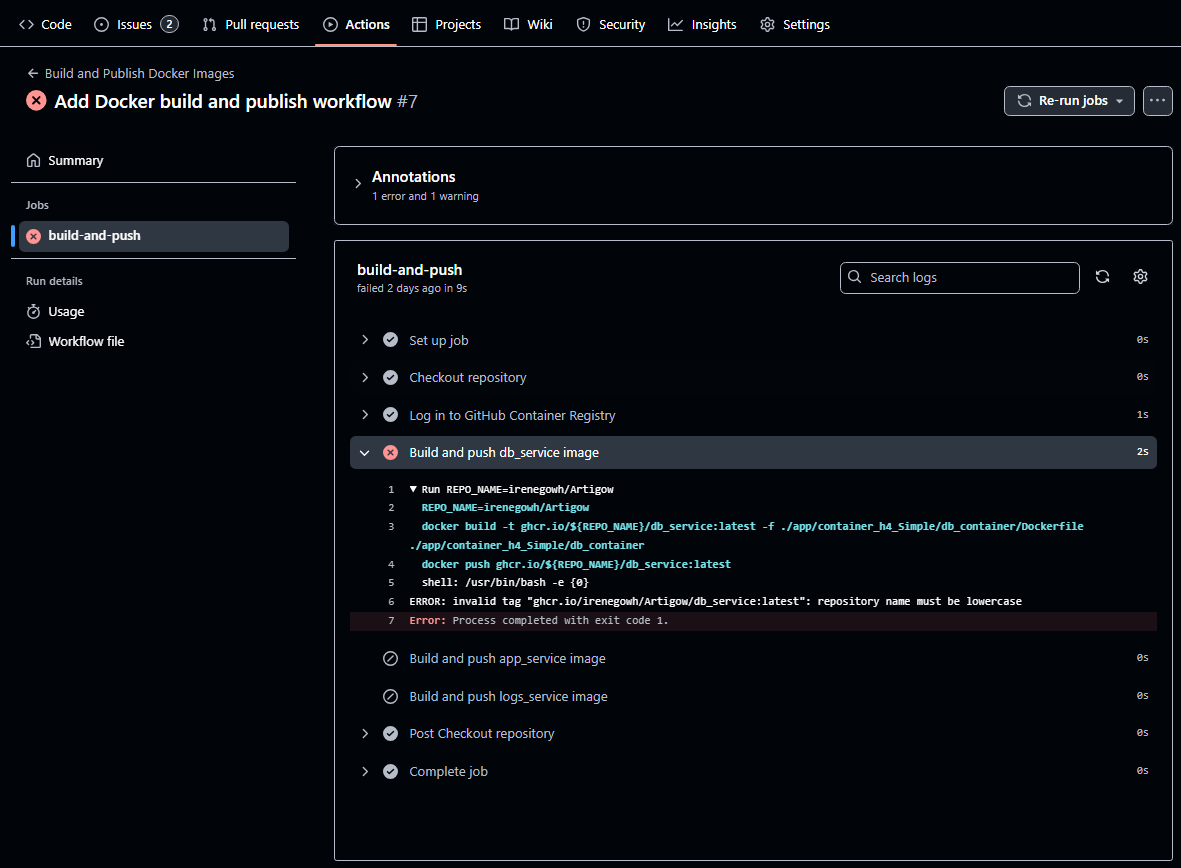 Code Issues 2 Pull requests Actions Projects Wiki Security Insights Settings
Build and Publish Docker Images
Add Docker build and publish workflow #7
Re-run jobs
Summary
Jobs
build-and-push
Run details
Usage
Workflow file
Annotations
1 error and 1 warning
build-and-push
failed 2 days ago in 9s
Search logs
Set up job 0s
Checkout repository 0s
Log in to GitHub Container Registry 1s
Build and push db_service image 2s
1 ▼ Run REPO_NAME=irenegowh/Artigow
2 REPO_NAME=irenegowh/Artigow
3 docker build -t ghcr.io/${REPO_NAME}/db_service:latest -f ./app/container_h4_Simple/db_container/Dockerfile
./app/container_h4_Simple/db_container
4 docker push ghcr.io/${REPO_NAME}/db_service:latest
5 shell: /usr/bin/bash -e {0}
6 ERROR: invalid tag "ghcr.io/irenegowh/Artigow/db_service:latest": repository name must be lowercase
7 Error: Process completed with exit code 1.
Build and push app_service image 0s
Build and push logs_service image 0s
Post Checkout repository 0s
Complete job 0s